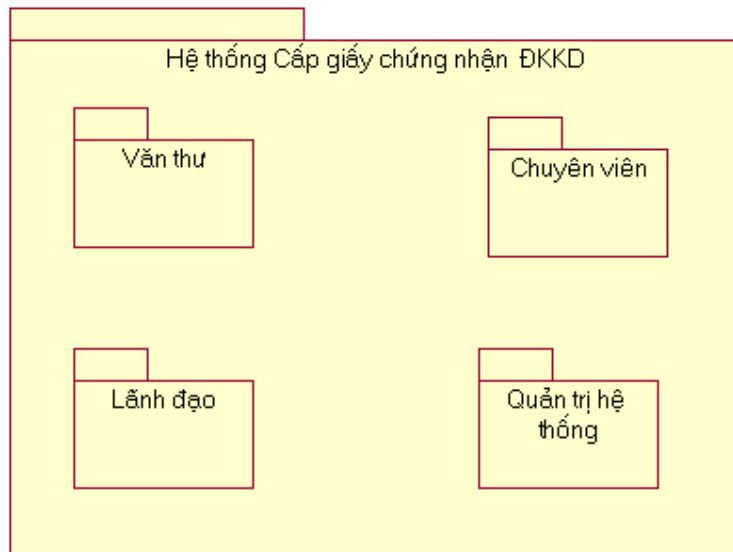 Hệ thống Cấp giấy chứng nhận ĐKKD
Văn thư
Chuyên viên
Lãnh đạo
Quản trị hệ
thống